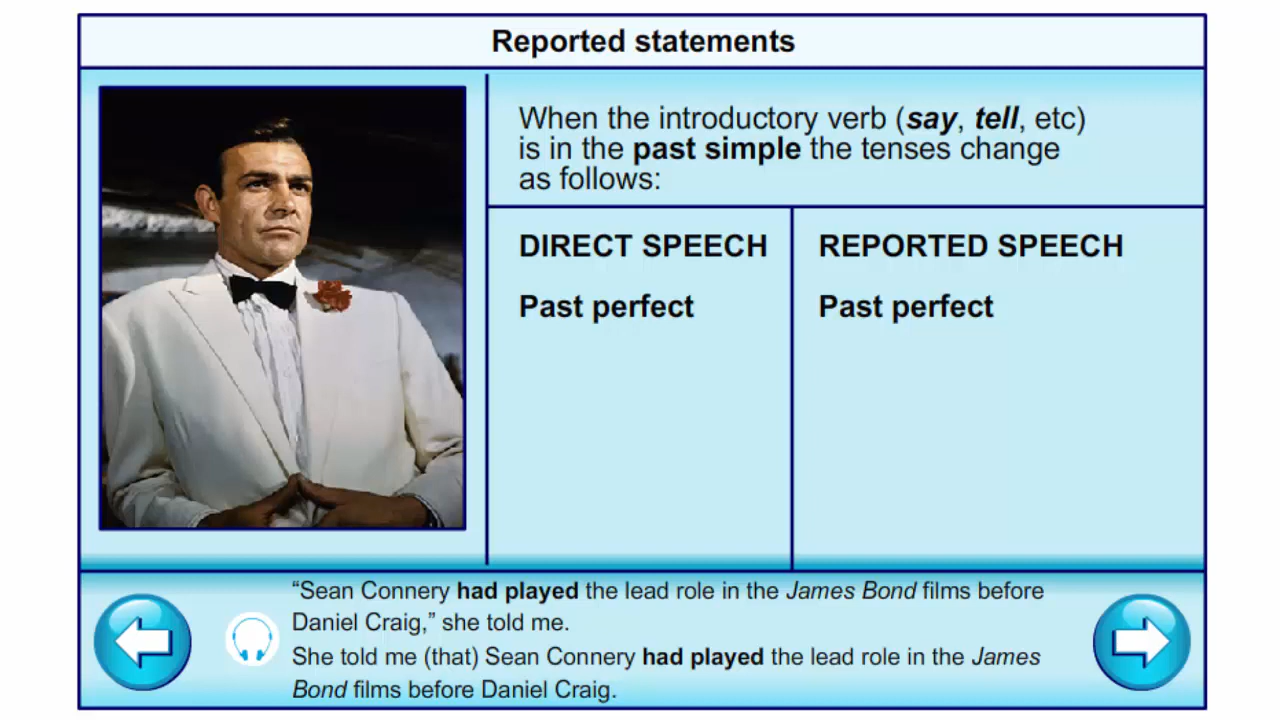 Reported statements
When the introductory verb (say, tell, etc)
is in the past simple the tenses change
as follows:
DIRECT SPEECH
REPORTED SPEECH
Past perfect
Past perfect
“Sean Connery had played the lead role in the James Bond films before
Daniel Craig,” she told me.
She told me (that) Sean Connery had played the lead role in the James
Bond films before Daniel Craig.